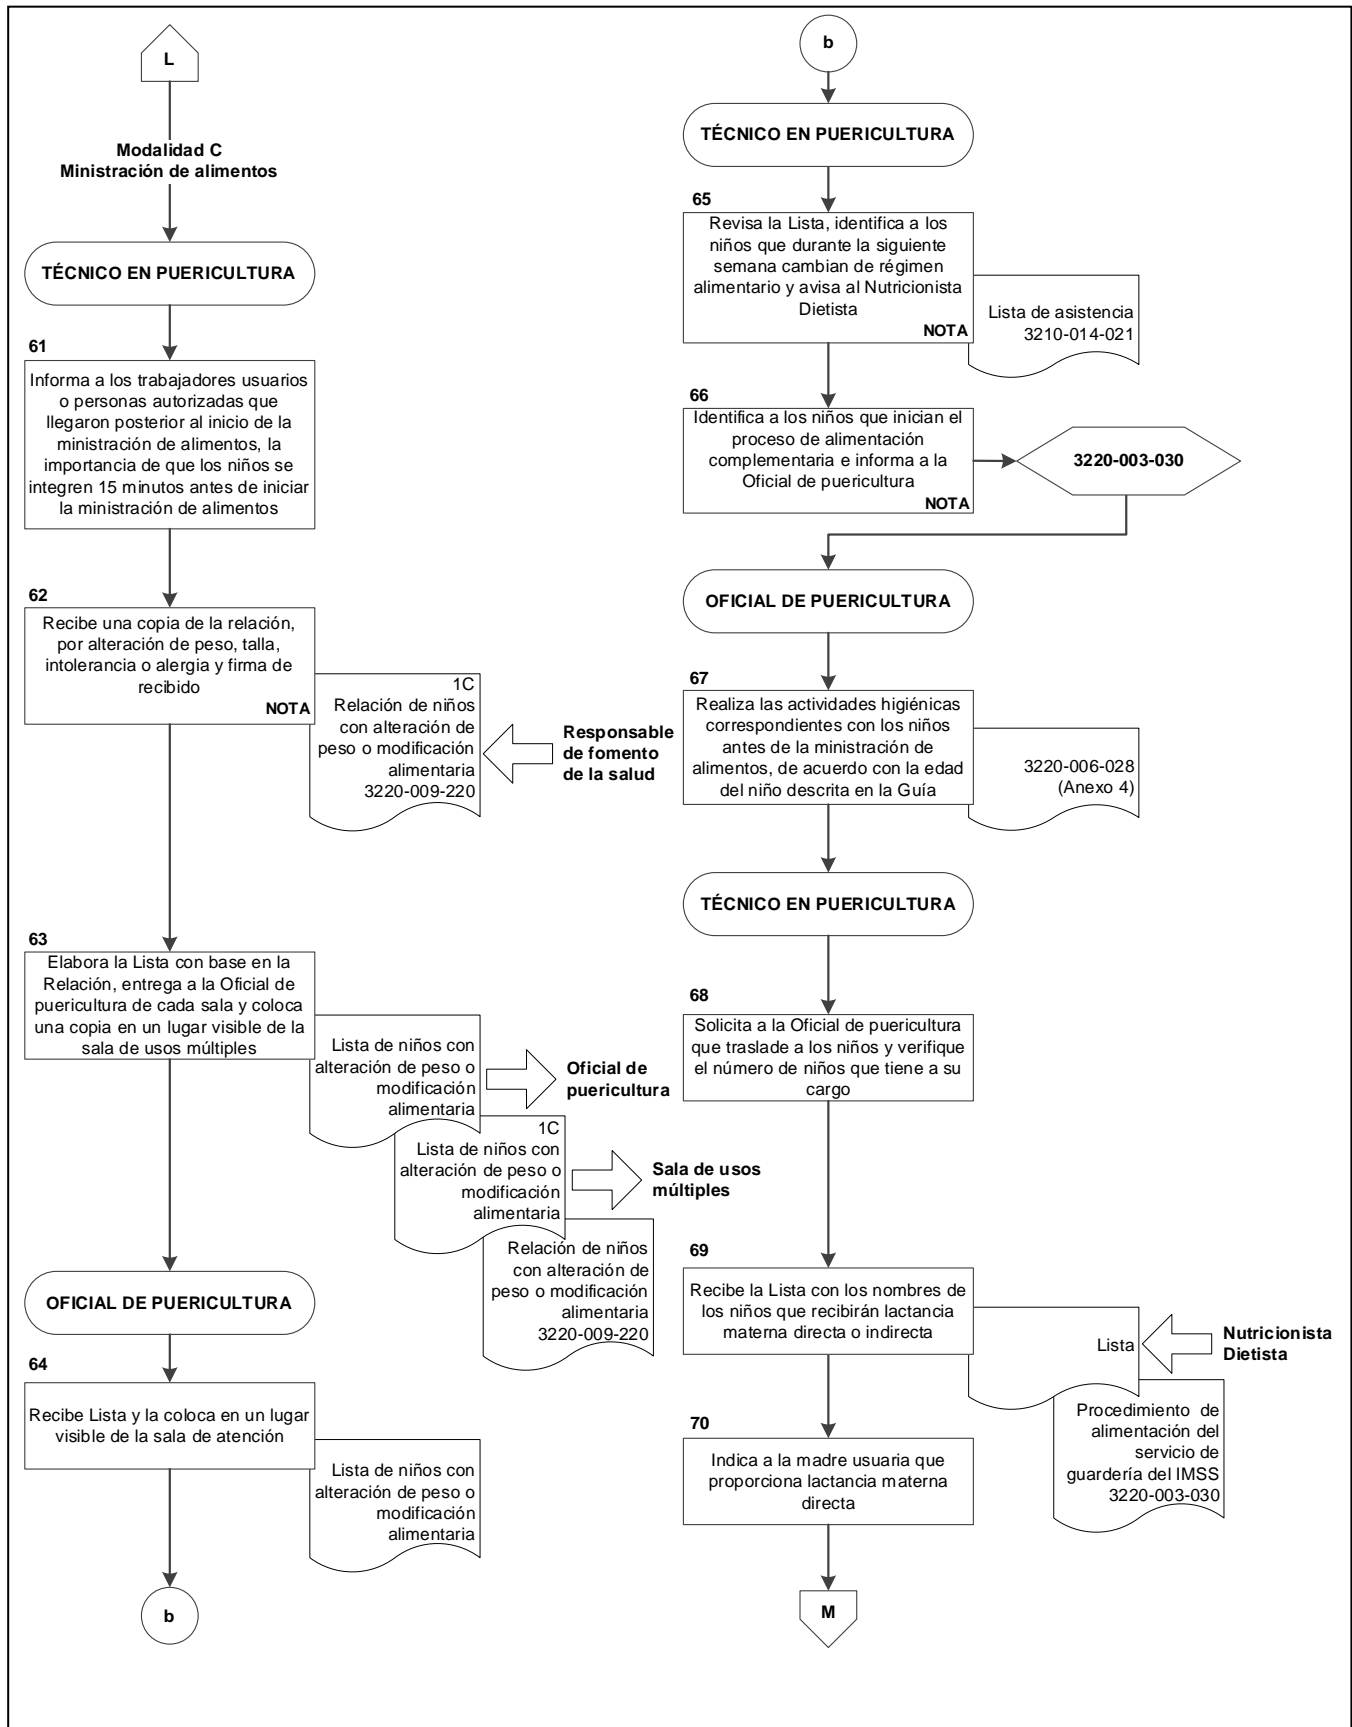 L
Modalidad C
Ministración de alimentos
TÉCNICO EN PUERICULTURA
61
Informa a los trabajadores usuarios
o personas autorizadas que
llegaron posterior al inicio de la
ministración de alimentos, la
importancia de que los niños se
integren 15 minutos antes de iniciar
la ministración de alimentos
62
Recibe una copia de la relación,
por alteración de peso, talla,
intolerancia o alergia y firma de
recibido
NOTA
1C
Relación de niños
con alteración de
peso o modificación
alimentaria
3220-009-220
Responsable
de fomento
de la salud
63
Elabora la Lista con base en la
Relación, entrega a la Oficial de
puericultura de cada sala y coloca
una copia en un lugar visible de la
sala de usos múltiples
Lista de niños con
alteración de peso o
modificación
alimentaria
Oficial de
puericultura
1C
Lista de niños con
alteración de peso o
modificación
alimentaria
Sala de usos
múltiples
Relación de niños
con alteración de
peso o modificación
alimentaria
3220-009-220
OFICIAL DE PUERICULTURA
64
Recibe Lista y la coloca en un lugar
visible de la sala de atención
Lista de niños con
alteración de peso o
modificación
alimentaria
b
b
TÉCNICO EN PUERICULTURA
65
Revisa la Lista, identifica a los
niños que durante la siguiente
semana cambian de régimen
alimentario y avisa al Nutricionista
Dietista
NOTA
Lista de asistencia
3210-014-021
66
Identifica a los niños que inician el
proceso de alimentación
complementaria e informa a la
Oficial de puericultura
NOTA
3220-003-030
OFICIAL DE PUERICULTURA
67
Realiza las actividades higiénicas
correspondientes con los niños
antes de la ministración de
alimentos, de acuerdo con la edad
del niño descrita en la Guía
3220-006-028
(Anexo 4)
TÉCNICO EN PUERICULTURA
68
Solicita a la Oficial de puericultura
que traslade a los niños y verifique
el número de niños que tiene a su
cargo
69
Recibe la Lista con los nombres de
los niños que recibirán lactancia
materna directa o indirecta
Lista
Nutricionista
Dietista
Procedimiento de
alimentación del
servicio de
guardería del IMSS
3220-003-030
70
Indica a la madre usuaria que
proporciona lactancia materna
directa
M